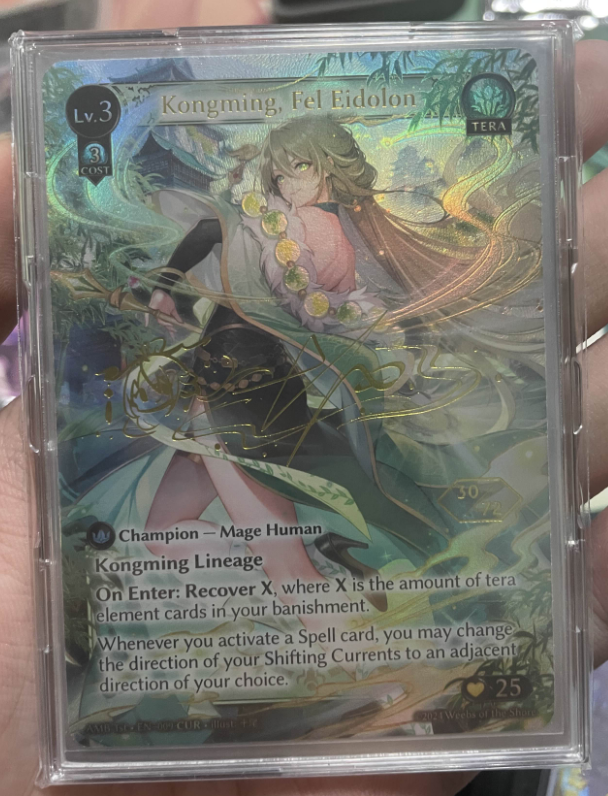 Lv.3
Kongming, Fel Eidolon
TERA
3
COST
30
72
Champion — Mage Human
Kongming Lineage
On Enter: Recover X, where X is the amount of tera
element cards in your banishment.
Whenever you activate a Spell card, you may change
the direction of your Shifting Currents to an adjacent
direction of your choice.
25
CUR
2024 Weebs of the Shore